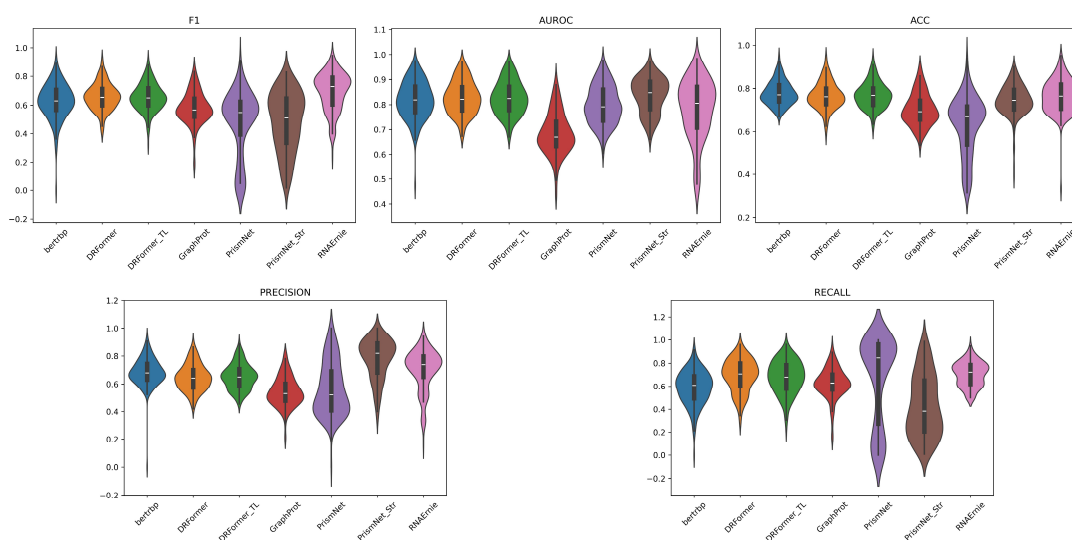 F1
1.0
0.8
0.6
0.4
0.2
0.0
−0.2
bertrbp
DRFormer
DRFormer_TL
GraphProt
PrismNet
PrismNet_Str
RNAErnie
AUROC
1.1
1.0
0.9
0.8
0.7
0.6
0.5
0.4
bertrbp
DRFormer
DRFormer_TL
GraphProt
PrismNet
PrismNet_Str
RNAErnie
ACC
1.0
0.8
0.6
0.4
0.2
bertrbp
DRFormer
DRFormer_TL
GraphProt
PrismNet
PrismNet_Str
RNAErnie
PRECISION
1.2
1.0
0.8
0.6
0.4
0.2
0.0
−0.2
bertrbp
DRFormer
DRFormer_TL
GraphProt
PrismNet
PrismNet_Str
RNAErnie
RECALL
1.2
1.0
0.8
0.6
0.4
0.2
0.0
−0.2
bertrbp
DRFormer
DRFormer_TL
GraphProt
PrismNet
PrismNet_Str
RNAErnie